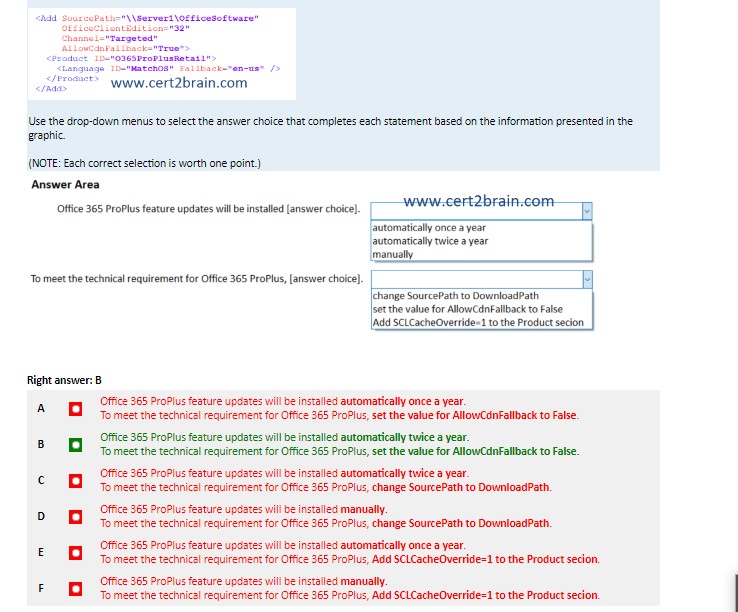 <Add SourcePath="\\Server1\OfficeSoftware"
OfficeClientEdition="32"
Channel="Targeted"
AllowCdnFallback="True">
<Product ID="O365ProPlusRetail">
<Language ID="MatchOS" Fallback="en-us" />
</Product>
www.cert2brain.com
</Add>
Use the drop-down menus to select the answer choice that completes each statement based on the information presented in the
graphic.
(NOTE: Each correct selection is worth one point.)
Answer Area
www.cert2brain.com
Office 365 ProPlus feature updates will be installed [answer choice].
automatically once a year
automatically twice a year
manually
To meet the technical requirement for Office 365 ProPlus, [answer choice].
change SourcePath to DownloadPath
set the value for AllowCdnFallback to False
Add SCLCacheOverride=1 to the Product secion
Right answer: B
A
Office 365 ProPlus feature updates will be installed automatically once a year.
To meet the technical requirement for Office 365 ProPlus, set the value for AllowCdnFallback to False.
B
Office 365 ProPlus feature updates will be installed automatically twice a year.
To meet the technical requirement for Office 365 ProPlus, set the value for AllowCdnFallback to False.
C
Office 365 ProPlus feature updates will be installed automatically twice a year.
To meet the technical requirement for Office 365 ProPlus, change SourcePath to DownloadPath.
D
Office 365 ProPlus feature updates will be installed manually.
To meet the technical requirement for Office 365 ProPlus, change SourcePath to DownloadPath.
E
Office 365 ProPlus feature updates will be installed automatically once a year.
To meet the technical requirement for Office 365 ProPlus, Add SCLCacheOverride=1 to the Product secion.
F
Office 365 ProPlus feature updates will be installed manually.
To meet the technical requirement for Office 365 ProPlus, Add SCLCacheOverride=1 to the Product secion.